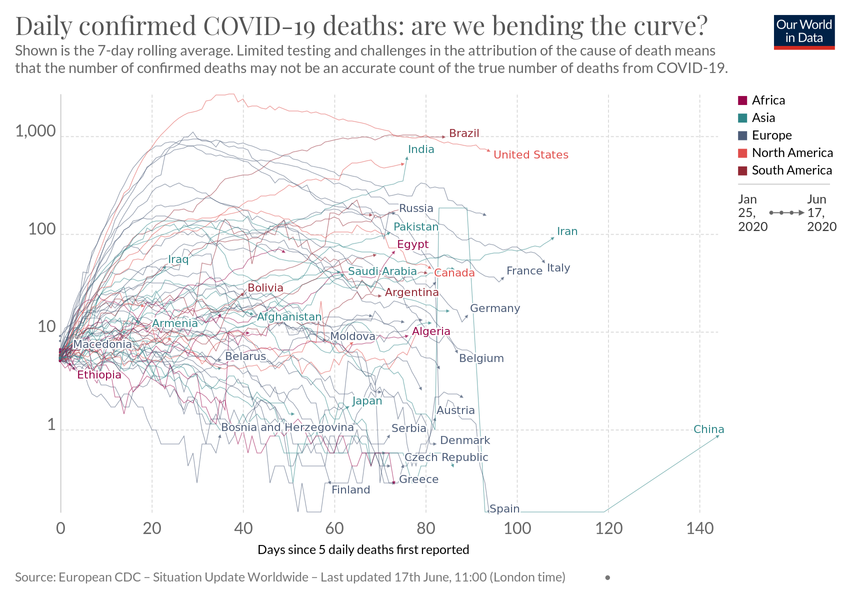 Daily confirmed COVID-19 deaths: are we bending the curve?
Shown is the 7-day rolling average. Limited testing and challenges in the attribution of the cause of death means
that the number of confirmed deaths may not be an accurate count of the true number of deaths from COVID-19.
Our World
in Data
Africa
Asia
Europe
North America
South America
Jan
25,
2020
Jun
17,
2020
1,000
100
10
1
Brazil
United States
India
Russia
Pakistan
Iran
Egypt
Iraq
Saudi Arabia
Canada
France
Italy
Bolivia
Argentina
Germany
Armenia
Afghanistan
Algeria
Macedonia
Moldova
Belarus
Belgium
Ethiopia
Japan
Austria
Bosnia and Herzegovina
Serbia
China
Denmark
Czech Republic
Greece
Finland
Spain
0
20
40
60
80
100
120
140
Days since 5 daily deaths first reported
Source: European CDC – Situation Update Worldwide – Last updated 17th June, 11:00 (London time)